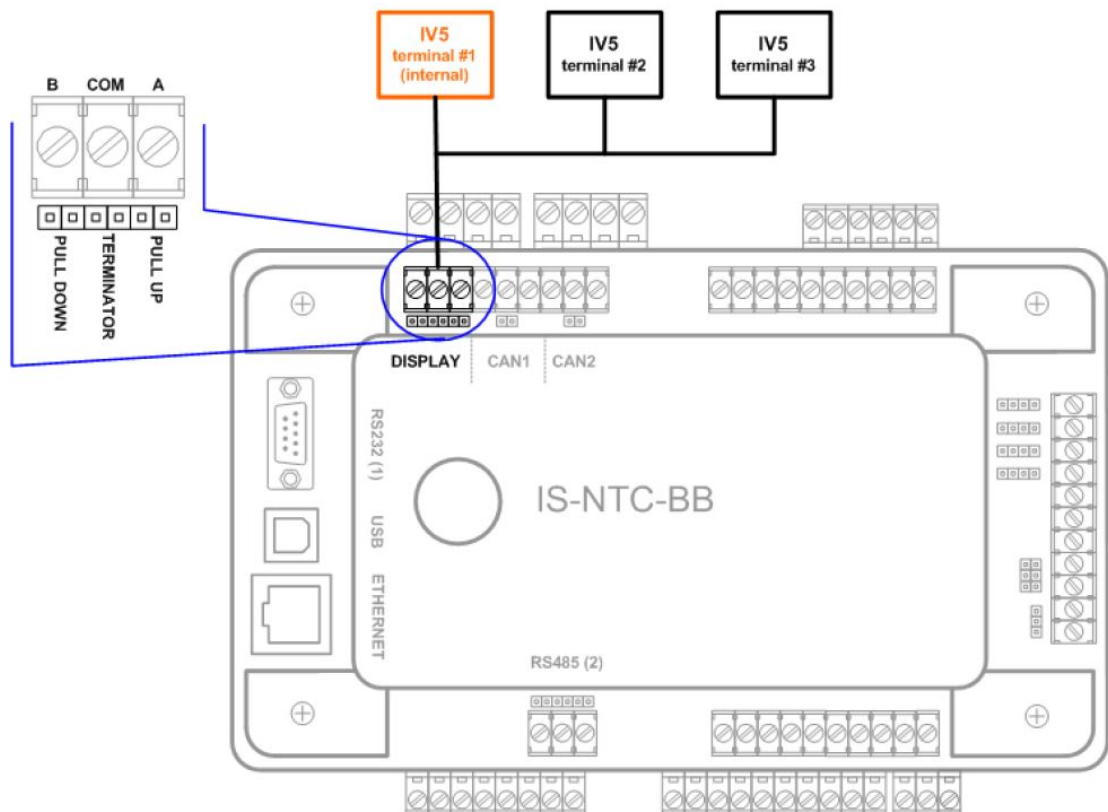 IV5
terminal #1
(internal)
IV5
terminal #2
IV5
terminal #3
B COM A
PULL DOWN
TERMINATOR
PULL UP
DISPLAY CAN1 CAN2
RS232 (1)
USB
ETHERNET
IS-NTC-BB
RS485 (2)